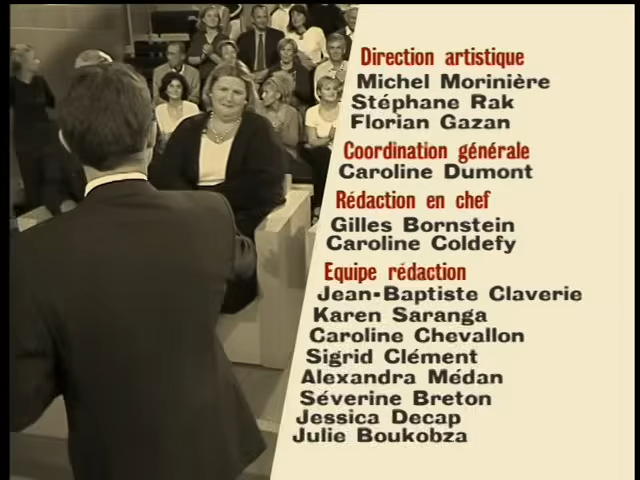 Direction artistique
Michel Morinière
Stéphane Rak
Florian Gazan
Coordination générale
Caroline Dumont
Rédaction en chef
Gilles Bornstein
Caroline Coldefy
Equipe rédaction
Jean-Baptiste Claverie
Karen Saranga
Caroline Chevallon
Sigrid Clément
Alexandra Médan
Séverine Breton
Jessica Decap
Julie Boukobza